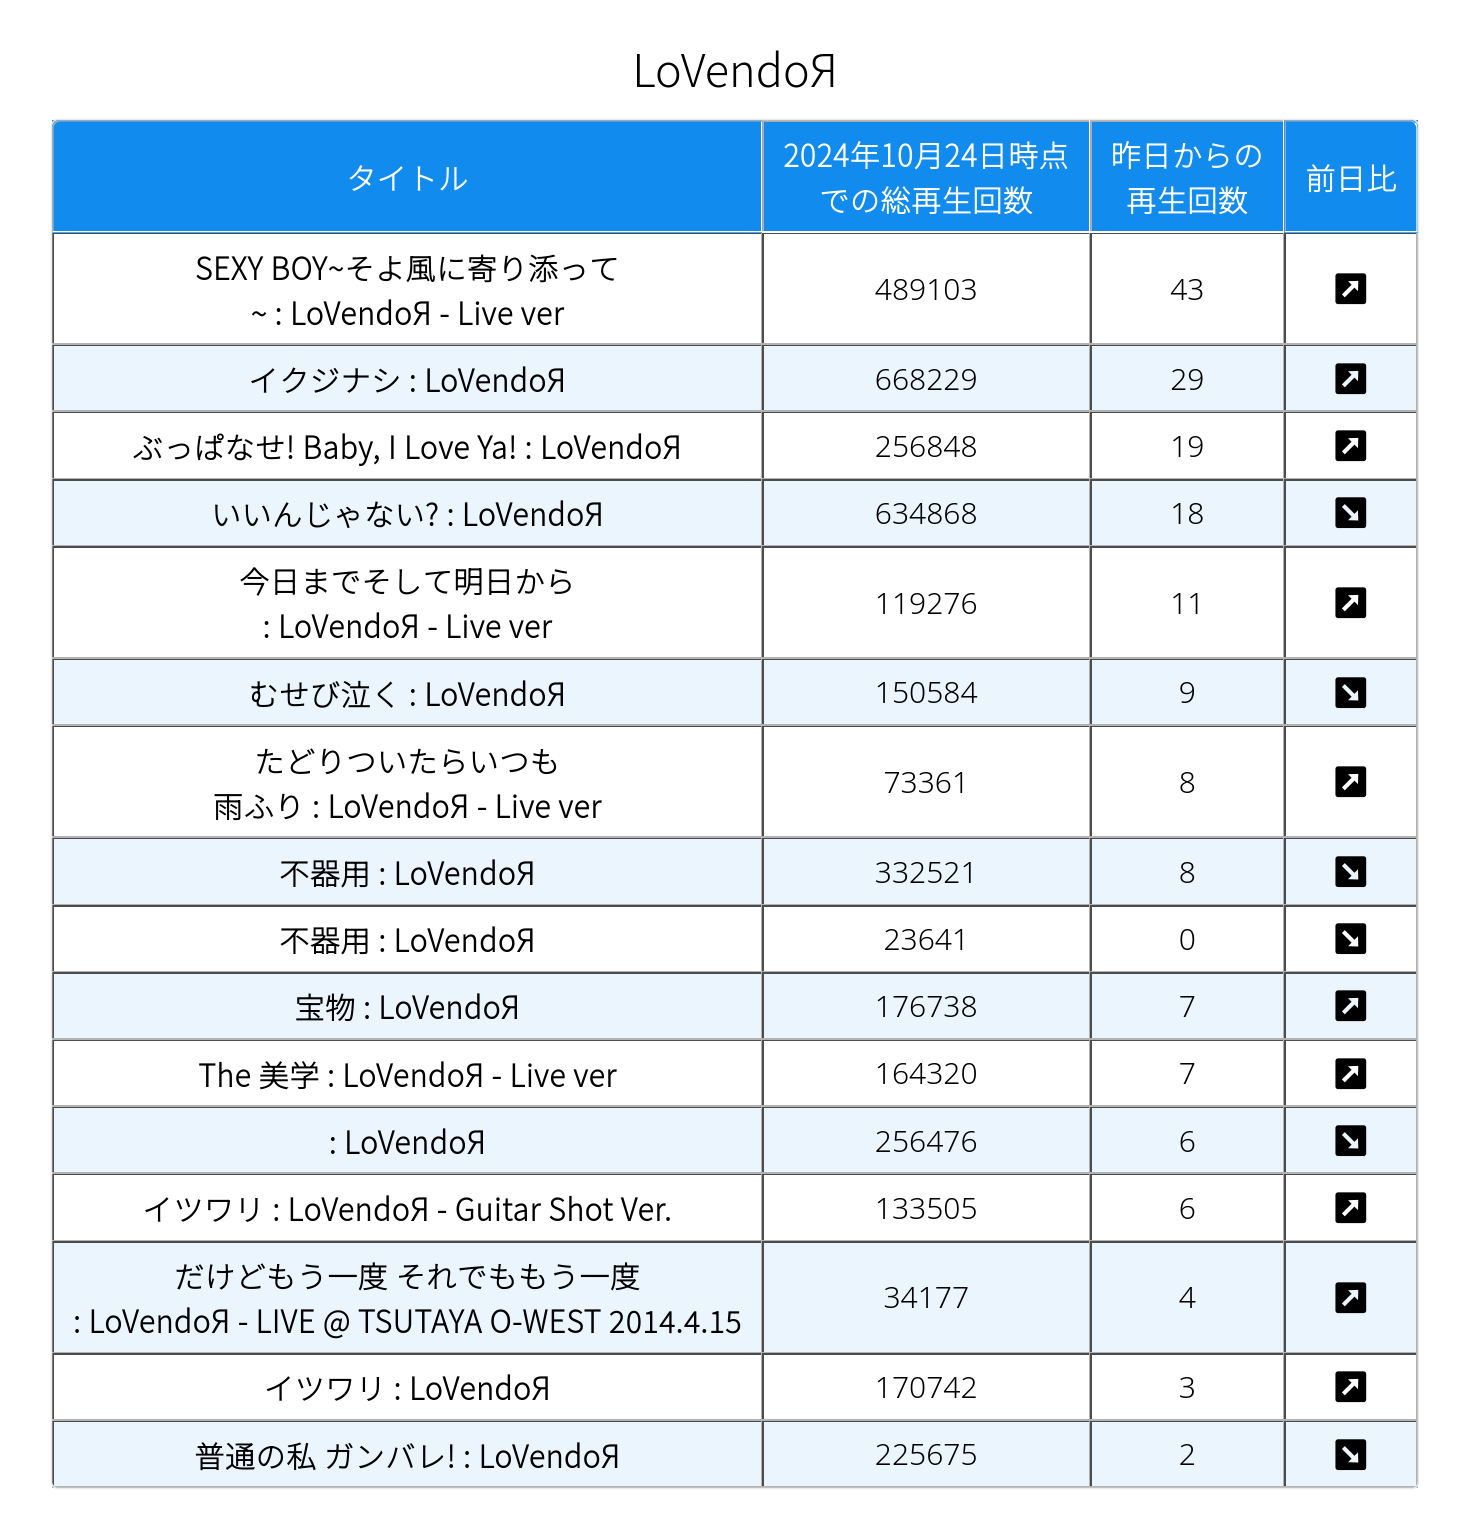 LoVendoЯ
タイトル
2024年10月24日時点
での総再生回数
昨日からの
再生回数
前日比
SEXY BOY~そよ風に寄り添って
~ : LoVendoЯ - Live ver
489103
43
イクジナシ : LoVendoЯ
668229
29
ぶっぱなせ! Baby, I Love Ya! : LoVendoЯ
256848
19
いいんじゃない? : LoVendoЯ
634868
18
今日までそして明日から
: LoVendoЯ - Live ver
119276
11
むせび泣く : LoVendoЯ
150584
9
たどりついたらいつも
雨ふり : LoVendoЯ - Live ver
73361
8
不器用 : LoVendoЯ
332521
8
不器用 : LoVendoЯ
23641
0
宝物 : LoVendoЯ
176738
7
The 美学 : LoVendoЯ - Live ver
164320
7
: LoVendoЯ
256476
6
イツワリ : LoVendoЯ - Guitar Shot Ver.
133505
6
だけどもう一度 それでももう一度
: LoVendoЯ - LIVE @ TSUTAYA O-WEST 2014.4.15
34177
4
イツワリ : LoVendoЯ
170742
3
普通の私 ガンバレ! : LoVendoЯ
225675
2